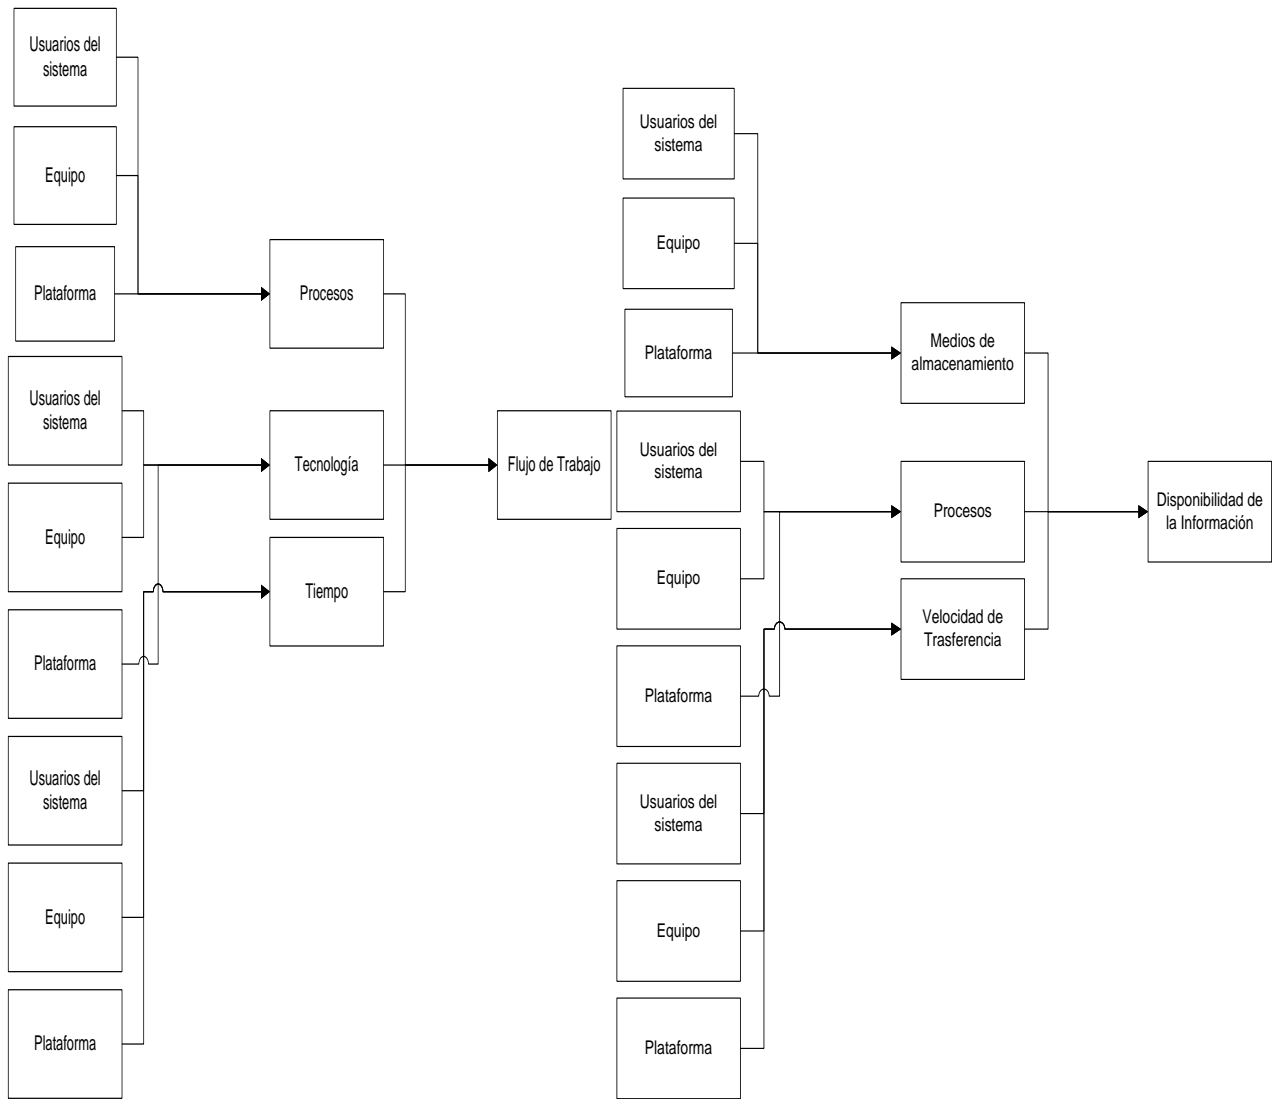 Usuarios del
sistema
Equipo
Plataforma
Usuarios del
sistema
Equipo
Plataforma
Usuarios del
sistema
Equipo
Plataforma
Procesos
Tecnología
Tiempo
Flujo de Trabajo
Usuarios del
sistema
Equipo
Plataforma
Usuarios del
sistema
Equipo
Plataforma
Usuarios del
sistema
Equipo
Plataforma
Medios de
almacenamiento
Procesos
Velocidad de
Trasferencia
Disponibilidad de
la Información